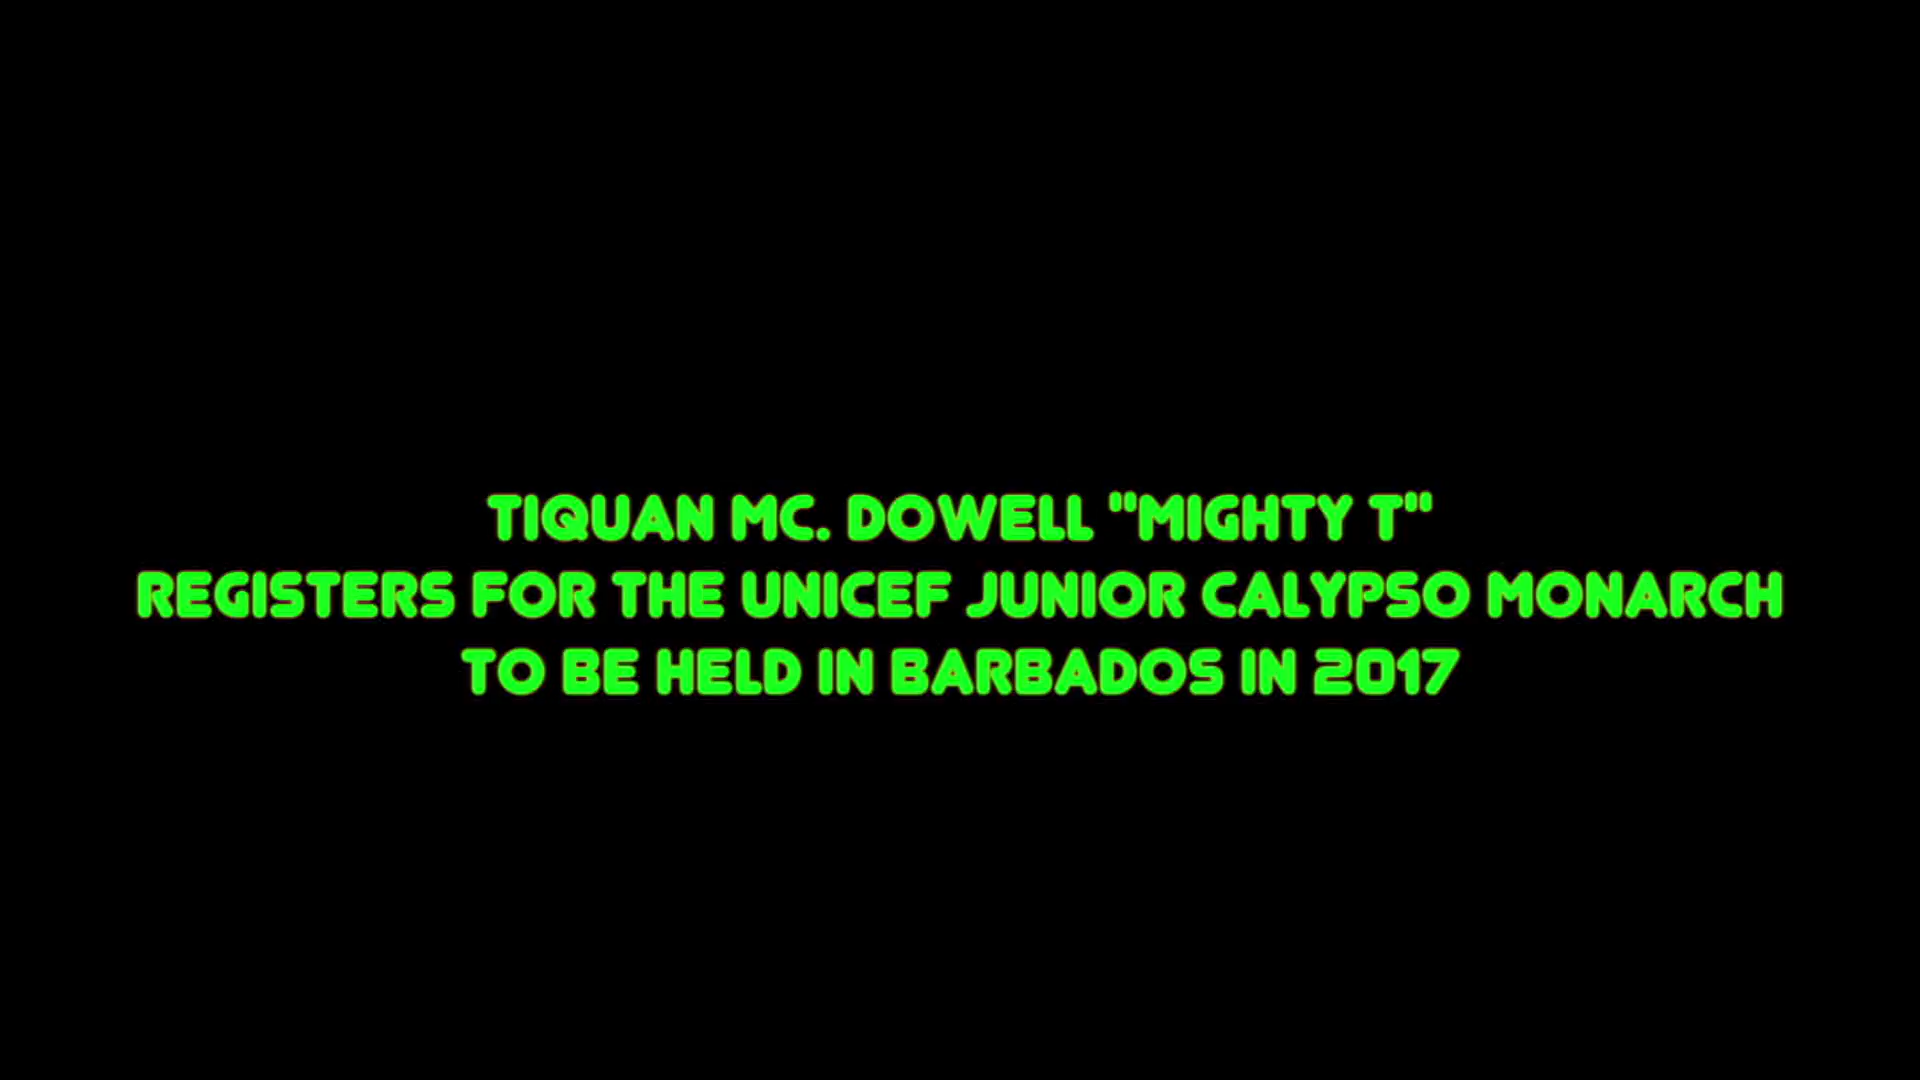 TIQUAN MC. DOWELL "MIGHTY T"
REGISTERS FOR THE UNICEF JUNIOR CALYPSO MONARCH
TO BE HELD IN BARBADOS IN 2017